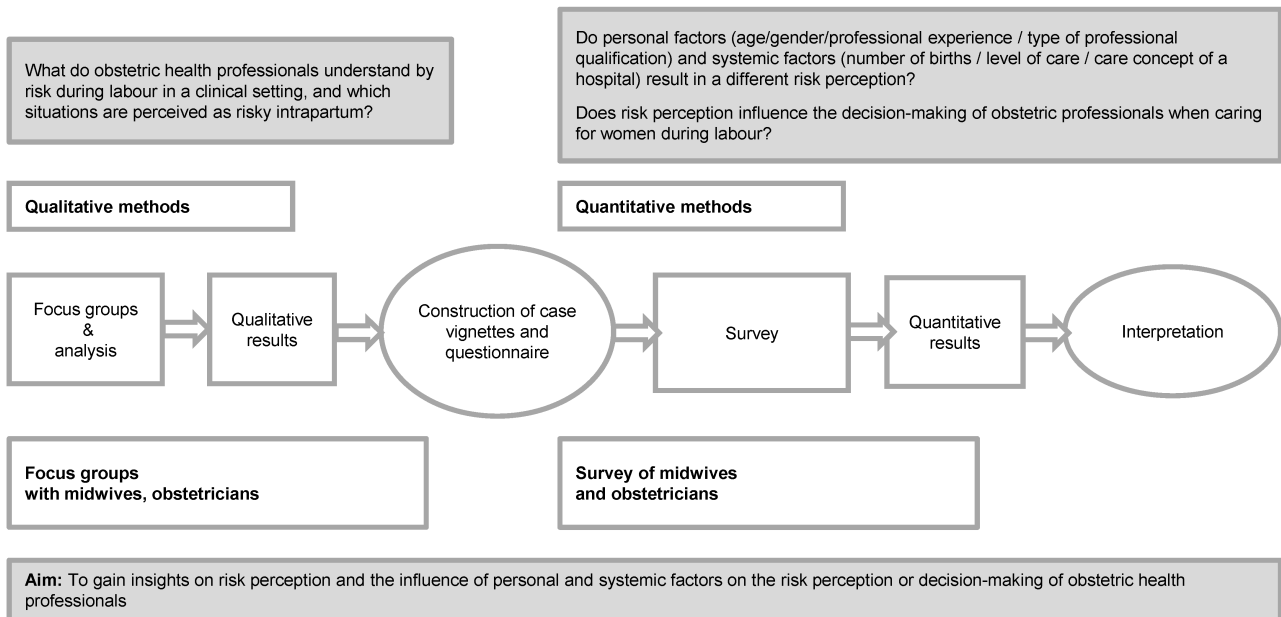 What do obstetric health professionals understand by
risk during labour in a clinical setting, and which
situations are perceived as risky intrapartum?
Do personal factors (age/gender/professional experience / type of professional
qualification) and systemic factors (number of births / level of care / care concept of a
hospital) result in a different risk perception?
Does risk perception influence the decision-making of obstetric professionals when caring
for women during labour?
Qualitative methods
Quantitative methods
Focus groups
&
analysis
Qualitative
results
Construction of case
vignettes and
questionnaire
Survey
Quantitative
results
Interpretation
Focus groups
with midwives, obstetricians
Survey of midwives
and obstetricians
Aim: To gain insights on risk perception and the influence of personal and systemic factors on the risk perception or decision-making of obstetric health
professionals